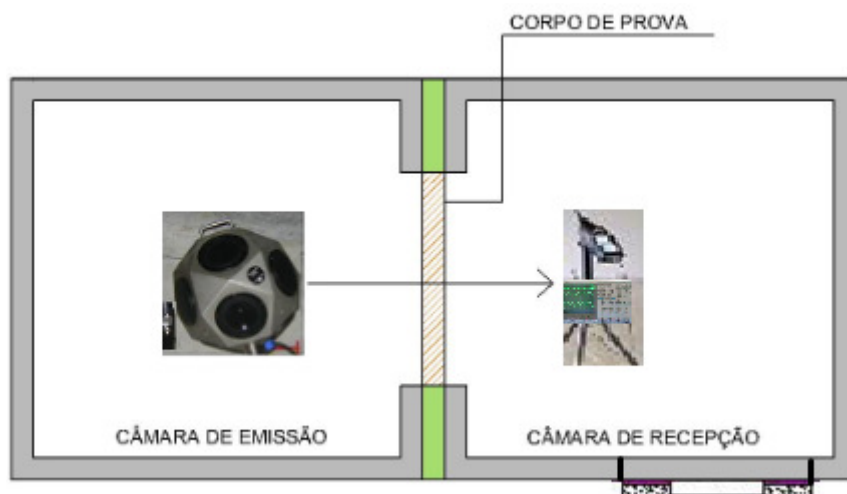 CORPO DE PROVA
CÂMARA DE EMISSÃO
CÂMARA DE RECEPÇÃO